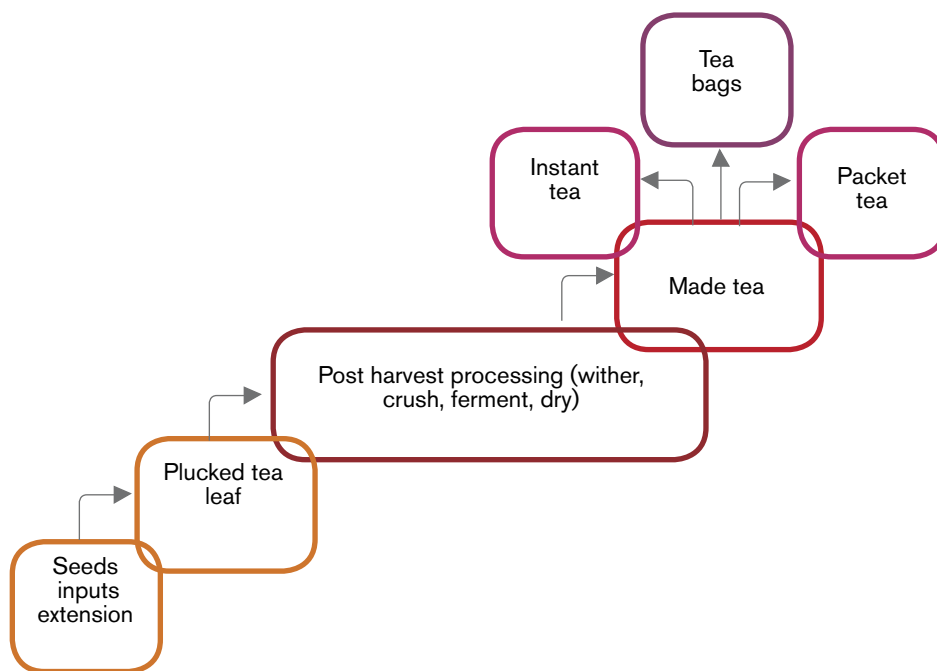 Tea
bags
Instant
tea
Packet
tea
Made tea
Post harvest processing (wither,
crush, ferment, dry)
Plucked tea
leaf
Seeds
inputs
extension